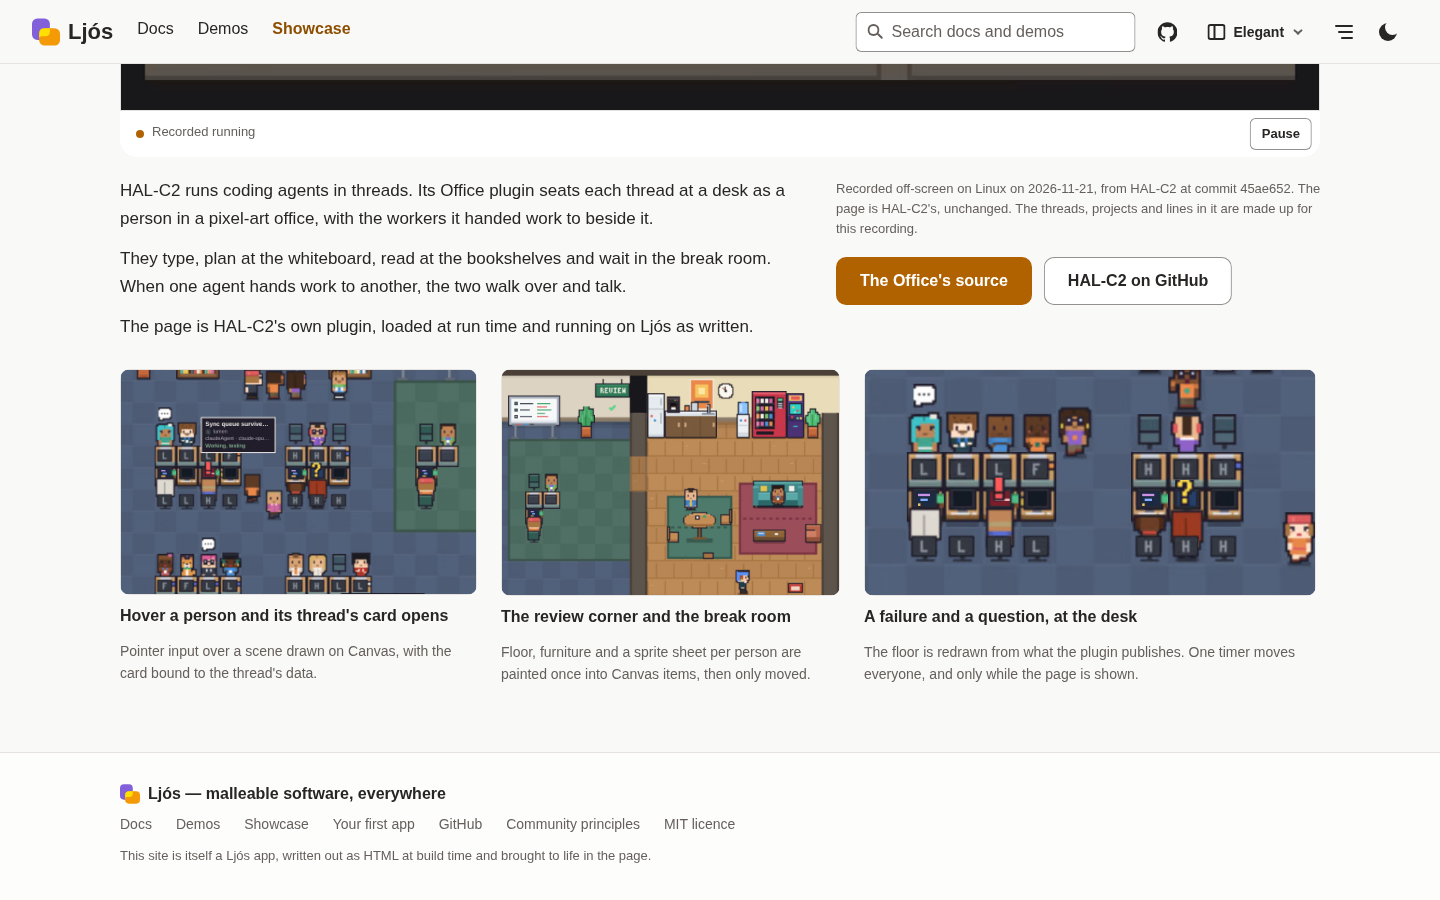 Ljós
Docs
Demos
Showcase
Search docs and demos
Elegant
Recorded running
Pause
HAL-C2 runs coding agents in threads. Its Office plugin seats each thread at a desk as a
person in a pixel-art office, with the workers it handed work to beside it.
They type, plan at the whiteboard, read at the bookshelves and wait in the break room.
When one agent hands work to another, the two walk over and talk.
The page is HAL-C2's own plugin, loaded at run time and running on Ljós as written.
Recorded off-screen on Linux on 2026-11-21, from HAL-C2 at commit 45ae652. The
page is HAL-C2's, unchanged. The threads, projects and lines in it are made up for
this recording.
The Office's source
HAL-C2 on GitHub
Sync queue survive...
Working, testing
REVIEW
Hover a person and its thread's card opens
Pointer input over a scene drawn on Canvas, with the
card bound to the thread's data.
The review corner and the break room
Floor, furniture and a sprite sheet per person are
painted once into Canvas items, then only moved.
L L L F H H H
?
L L H L H H H
A failure and a question, at the desk
The floor is redrawn from what the plugin publishes. One timer moves
everyone, and only while the page is shown.
Ljós — malleable software, everywhere
Docs
Demos
Showcase
Your first app
GitHub
Community principles
MIT licence
This site is itself a Ljós app, written out as HTML at build time and brought to life in the page.